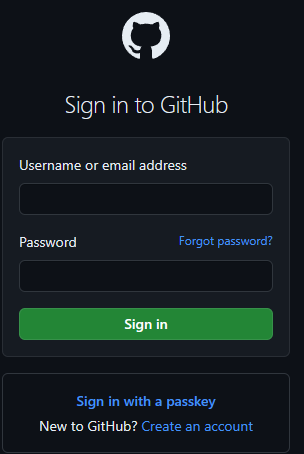 Sign in to GitHub
Username or email address
Password Forgot password?
Sign in
Sign in with a passkey
New to GitHub? Create an account